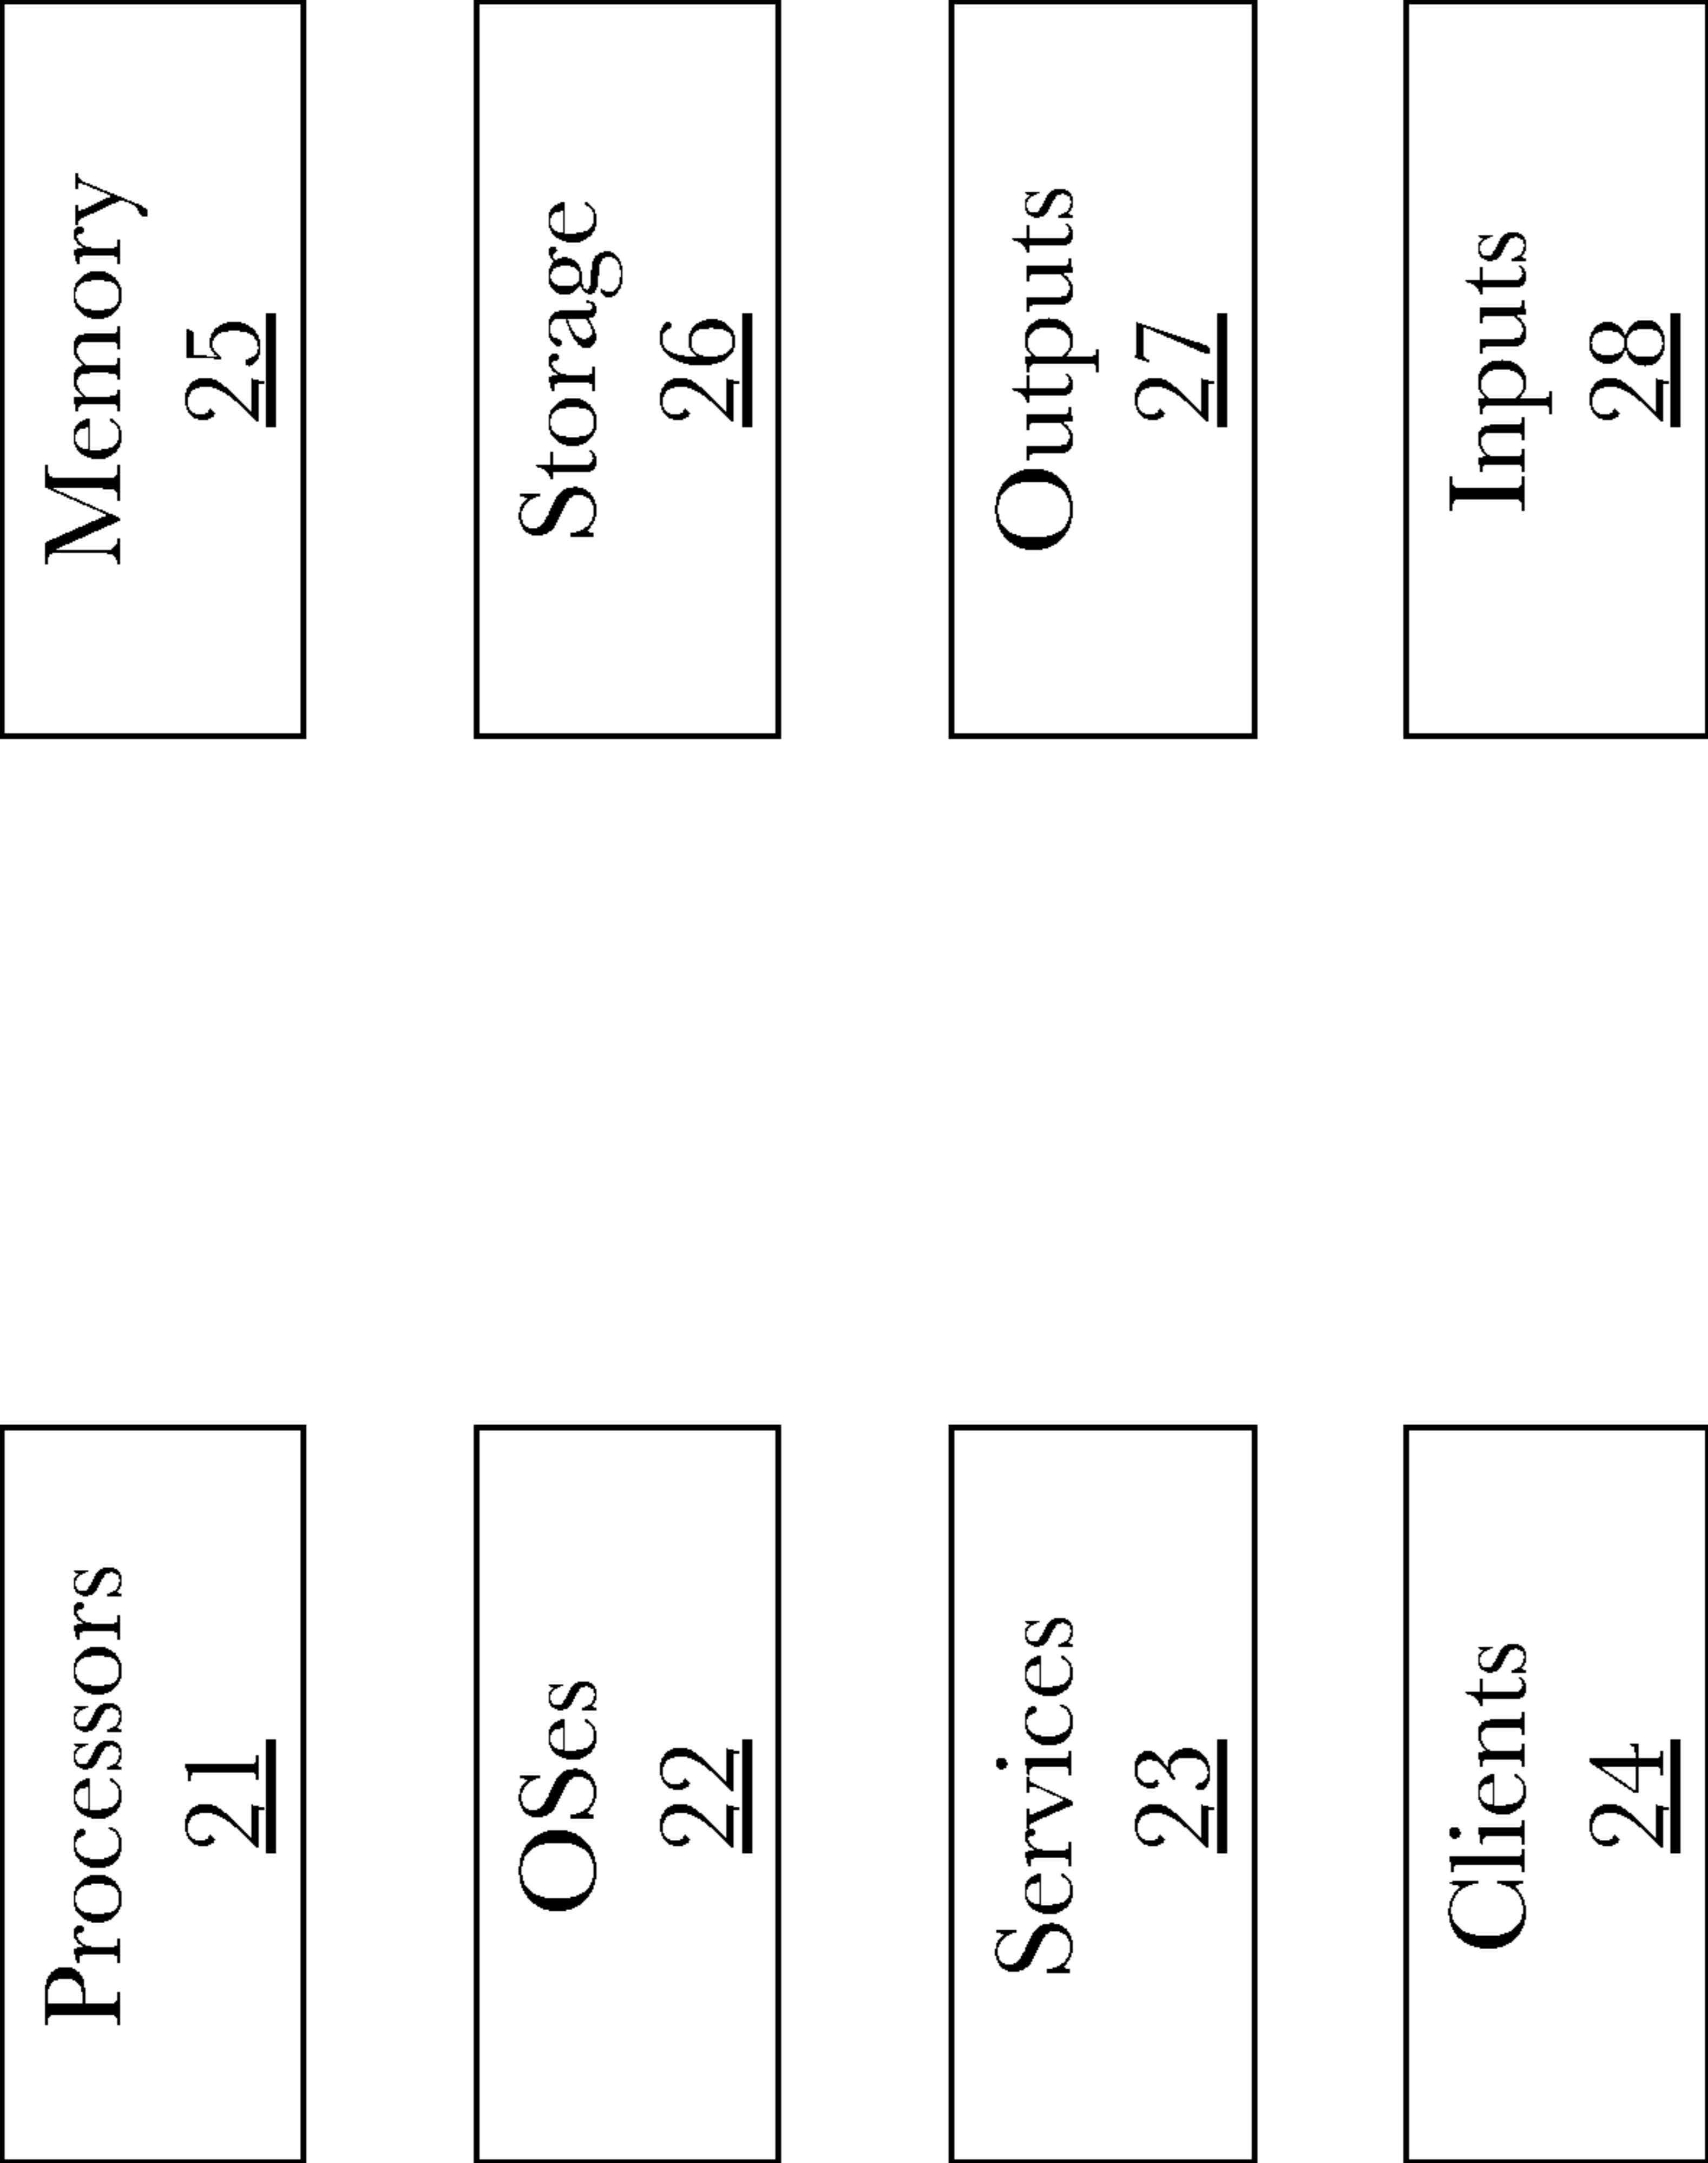 Processors
21
Memory
25
OSes
22
Storage
26
Services
23
Outputs
27
Clients
24
Inputs
28